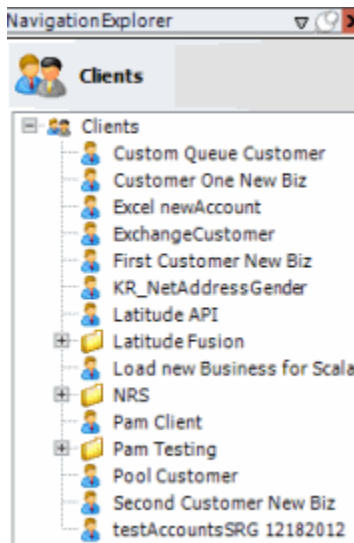 NavigationExplorer
Clients
Clients
Custom Queue Customer
Customer One New Biz
Excel newAccount
ExchangeCustomer
First Customer New Biz
KR_NetAddressGender
Latitude API
Latitude Fusion
Load new Business for Scala
NRS
Pam Client
Pam Testing
Pool Customer
Second Customer New Biz
testAccountsSRG 12182012